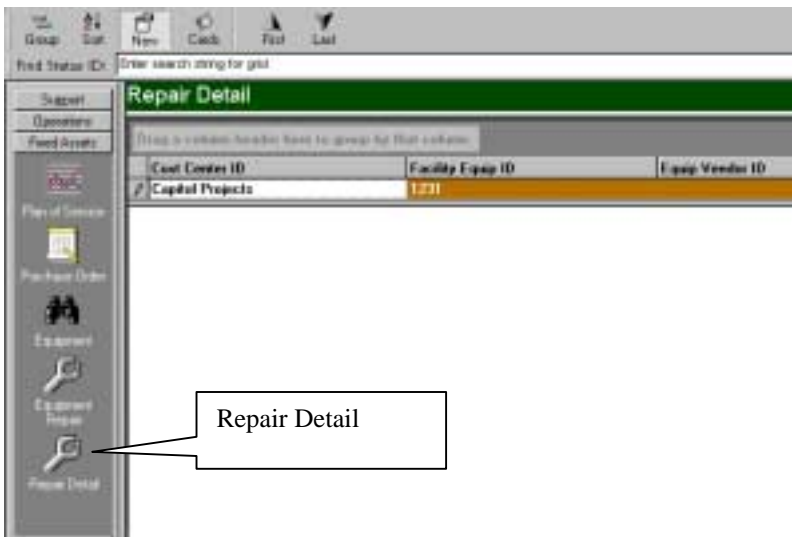 Group Sort New Cards First Last
Find Status ID: Enter search string for grid
Support
Operations
Fixed Assets
Repair Detail
Drag a column header here to group by that column.
Cost Center ID Facility Equip ID Equip Vendor ID
Capitol Projects 1231
Plan of Service
Purchase Order
Equipment
Equipment
Repair
Repair Detail
Repair Detail